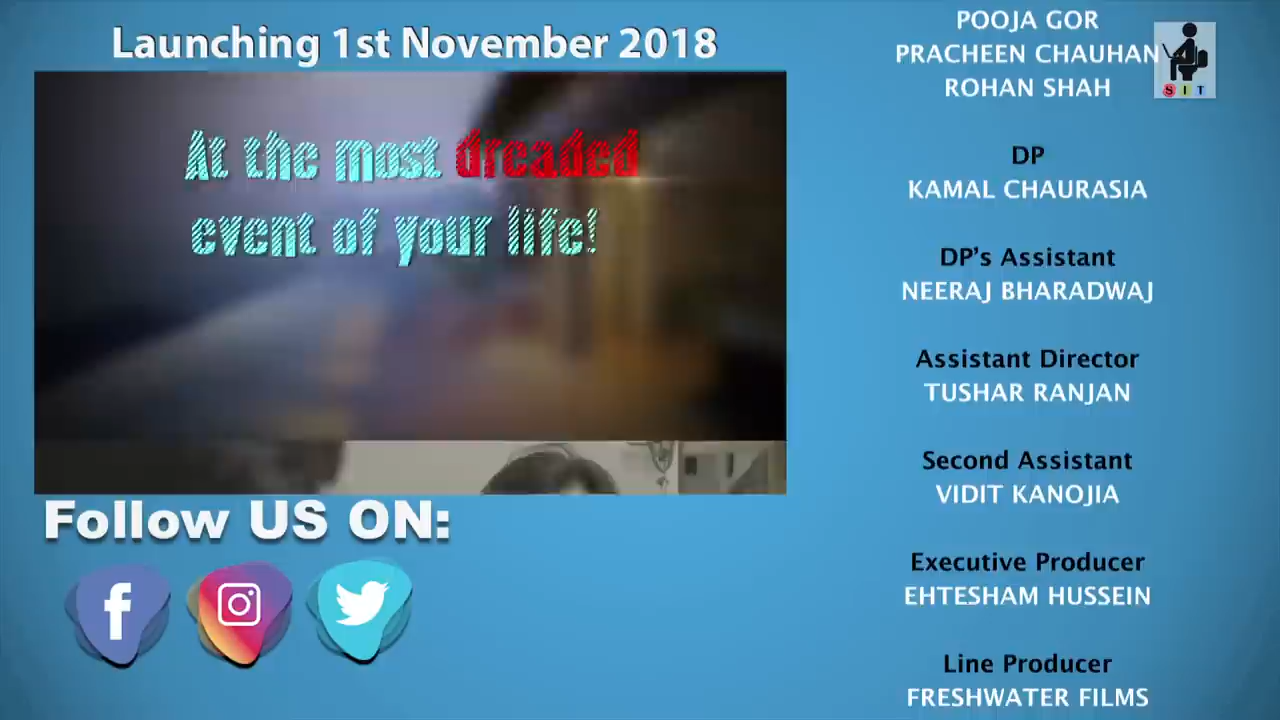 Launching 1st November 2018
At the most dreaded
event of your life!
Follow US ON:
POOJA GOR
PRACHEEN CHAUHAN
ROHAN SHAH
SIT
DP
KAMAL CHAURASIA
DP’s Assistant
NEERAJ BHARADWAJ
Assistant Director
TUSHAR RANJAN
Second Assistant
VIDIT KANOJIA
Executive Producer
EHTESHAM HUSSEIN
Line Producer
FRESHWATER FILMS